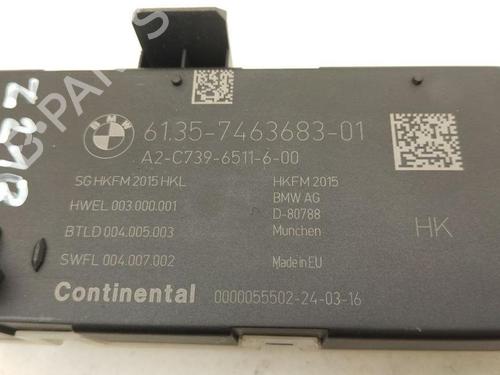 BMW
61.35-7463683-01
A2-C739-6511-6-00
SG HKFM 2015 HKL
HWEL 003.000.001
BTLD 004.005.003
SWFL 004.007.002
HKFM 2015
BMW AG
D-80788
Munchen
Made in EU
HK
Continental
0000055502-24-03-16